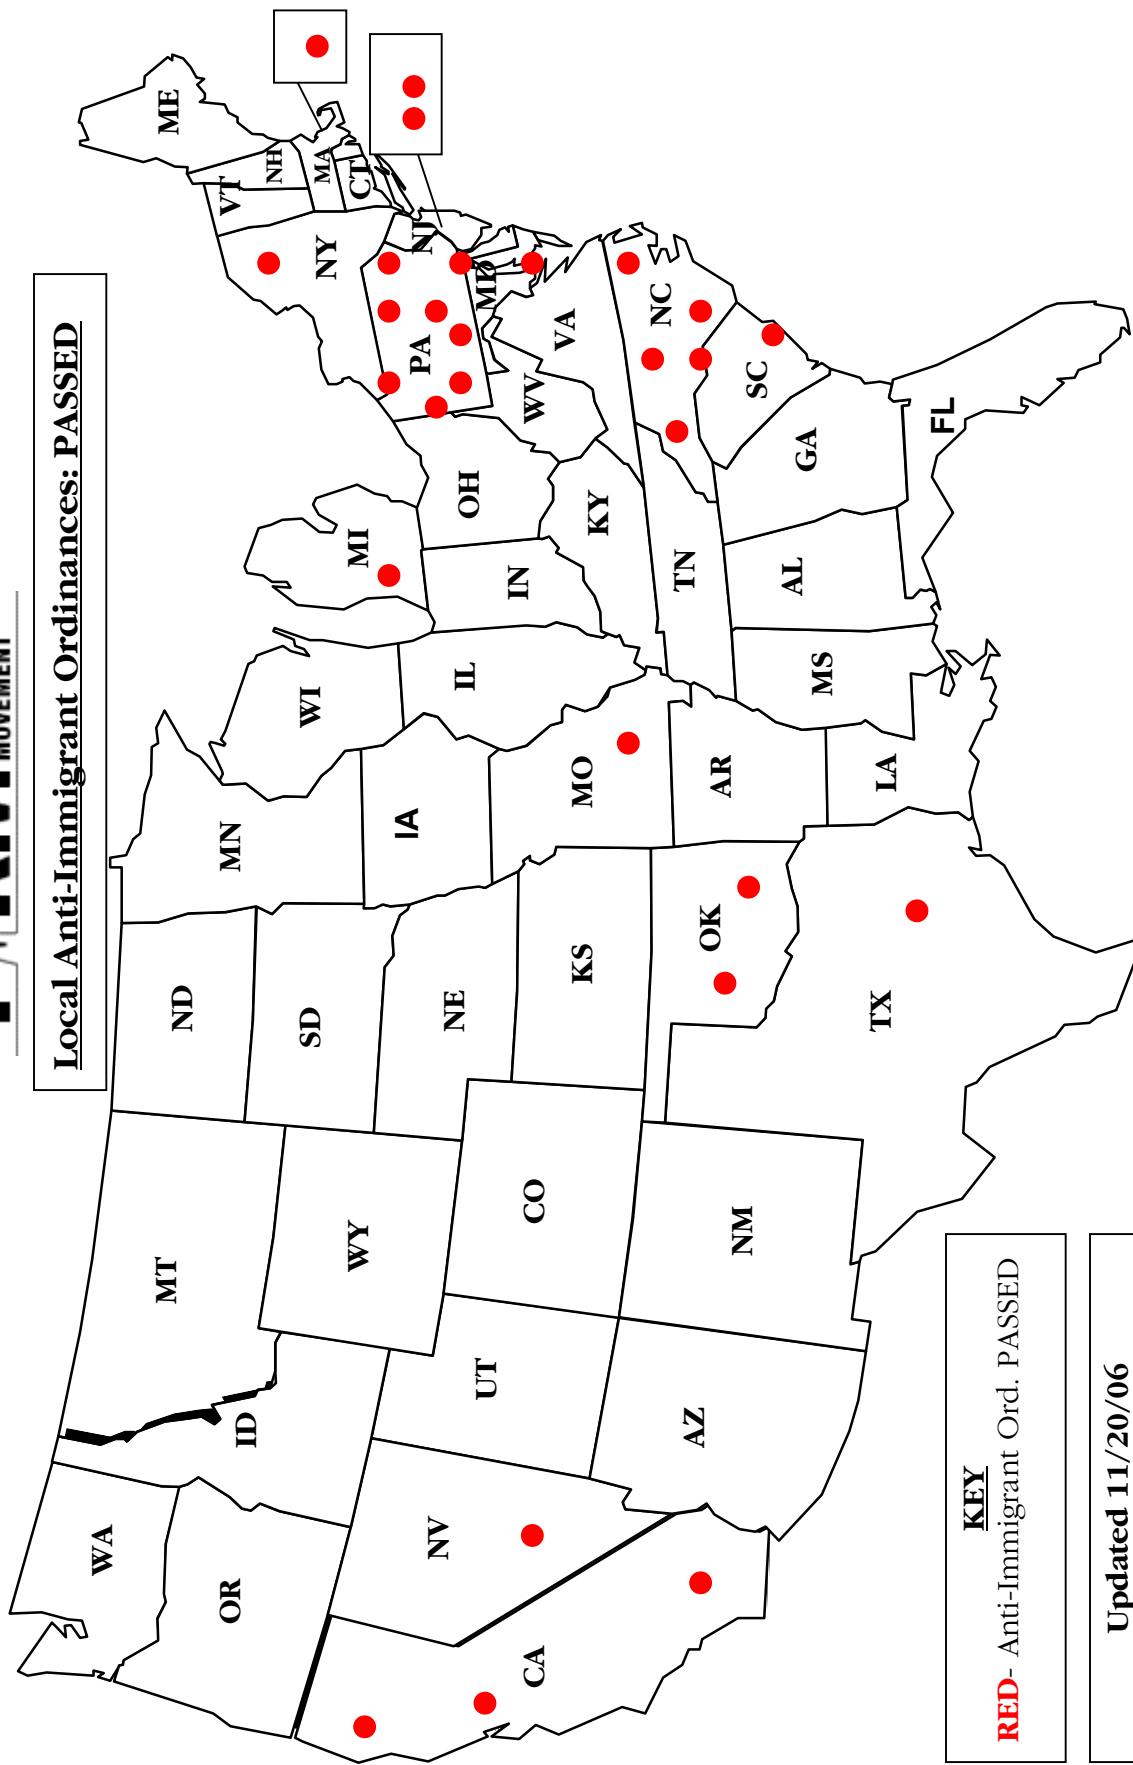 MOVEMENT
Local Anti-Immigrant Ordinances: PASSED
WA
MT
ND
MN
WI
MI
ME
VT
NH
NY
MA
CT
NJ
OR
ID
SD
WY
IA
PA
NE
IL
IN
OH
MD
NV
UT
CO
KS
MO
KY
WV
VA
CA
AZ
NM
OK
AR
TN
NC
SC
TX
LA
MS
AL
GA
FL
KEY
RED- Anti-Immigrant Ord. PASSED
Updated 11/20/06